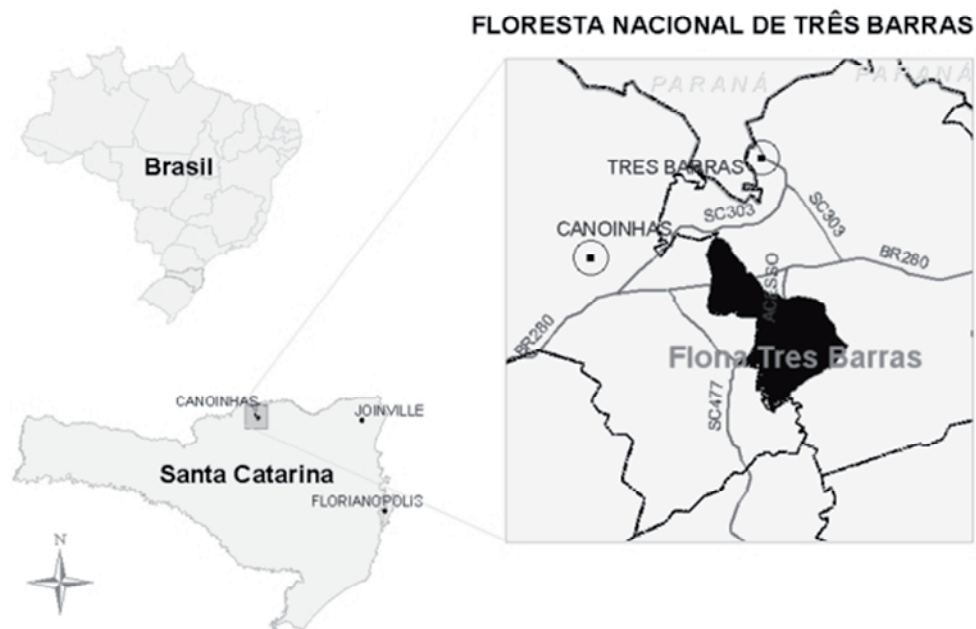 FLORESTA NACIONAL DE TRÊS BARRAS
PARANÁ
PARANÁ
Brasil
TRES BARRAS
SC303
SC303
CANOINHAS
BR280
ACESSO
BR280
Flona Tres Barras
SC477
CANOINHAS
JOINVILLE
Santa Catarina
FLORIANOPOLIS
N